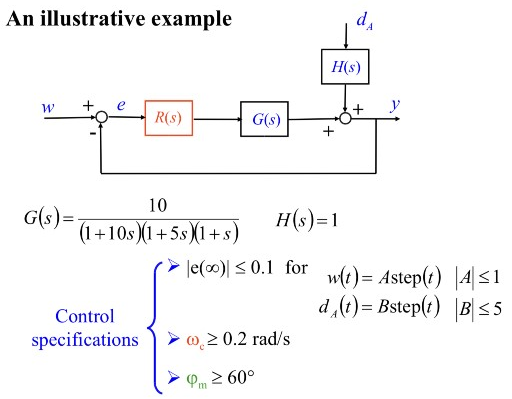 An illustrative example
d_A
H(s)
w + e R(s) G(s) + y
- +
G(s) = 10 / (1+10s)(1+5s)(1+s) H(s) = 1
Control specifications
➤ |e(∞)| ≤ 0.1 for w(t) = Astep(t) |A| ≤ 1
d_A(t) = Bstep(t) |B| ≤ 5
➤ ω_c ≥ 0.2 rad/s
➤ φ_m ≥ 60°